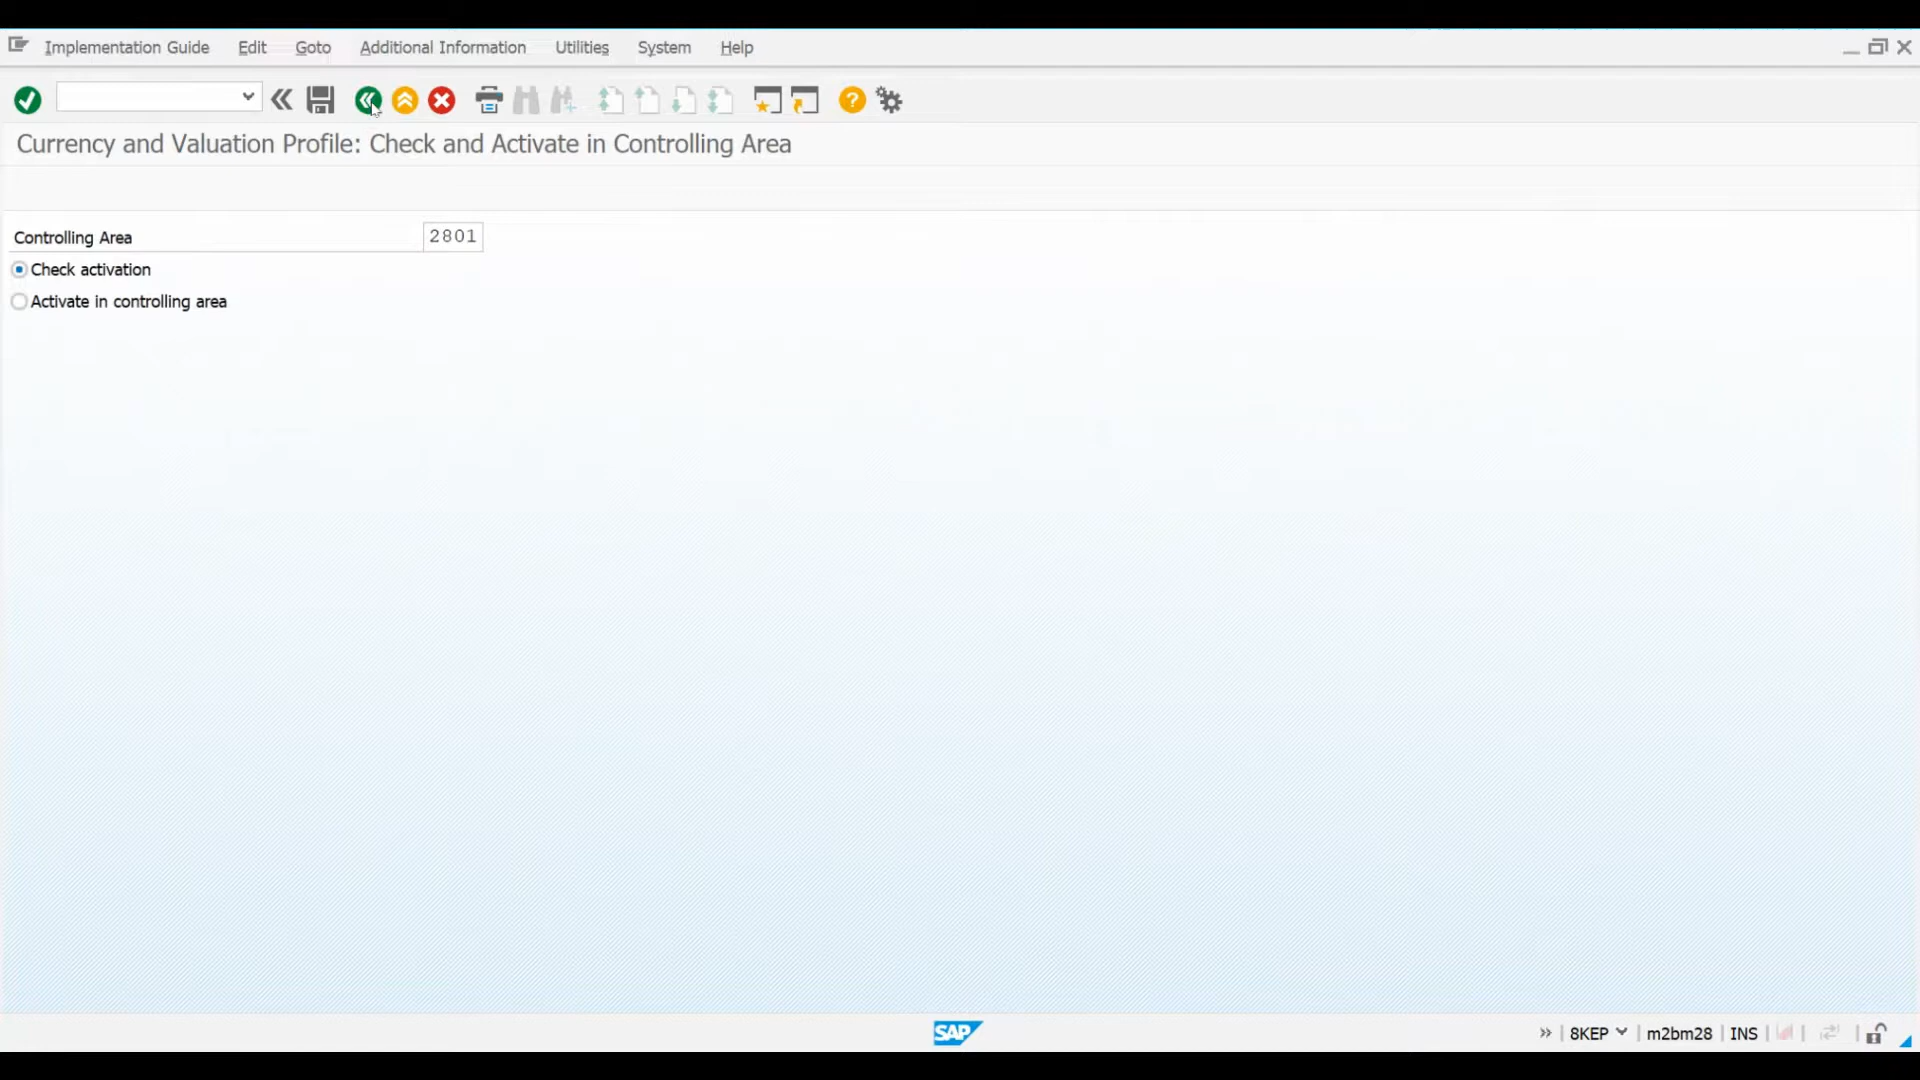 Implementation Guide Edit Goto Additional Information Utilities System Help
Currency and Valuation Profile: Check and Activate in Controlling Area
Controlling Area 2801
Check activation
Activate in controlling area
SAP
8KEP m2bm28 INS